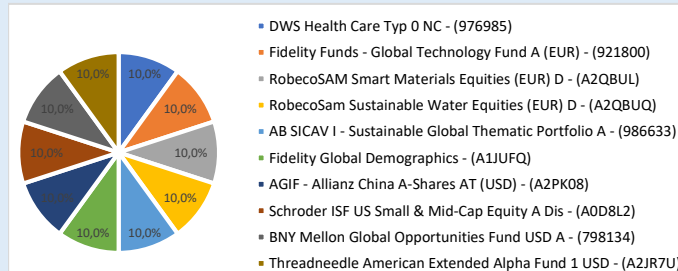 DWS Health Care Typ 0 NC - (976985)
Fidelity Funds - Global Technology Fund A (EUR) - (921800)
RobecoSAM Smart Materials Equities (EUR) D - (A2QBUL)
RobecoSam Sustainable Water Equities (EUR) D - (A2QBUQ)
AB SICAV I - Sustainable Global Thematic Portfolio A - (986633)
Fidelity Global Demographics - (A1JUFQ)
AGIF - Allianz China A-Shares AT (USD) - (A2PK08)
Schroder ISF US Small & Mid-Cap Equity A Dis - (A0D8L2)
BNY Mellon Global Opportunities Fund USD A - (798134)
Threadneedle American Extended Alpha Fund 1 USD - (A2JR7U)
10,0%
10,0%
10,0%
10,0%
10,0%
10,0%
10,0%
10,0%
10,0%
10,0%